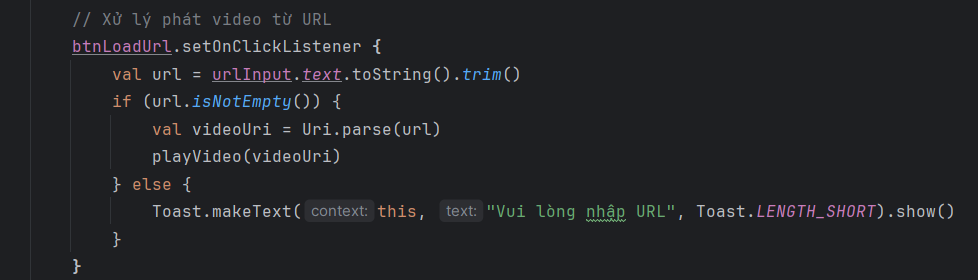 // Xử lý phát video từ URL
btnLoadUrl.setOnClickListener {
val url = urlInput.text.toString().trim()
if (url.isNotEmpty()) {
val videoUri = Uri.parse(url)
playVideo(videoUri)
} else {
Toast.makeText( context: this, text: "Vui lòng nhập URL", Toast.LENGTH_SHORT).show()
}
}